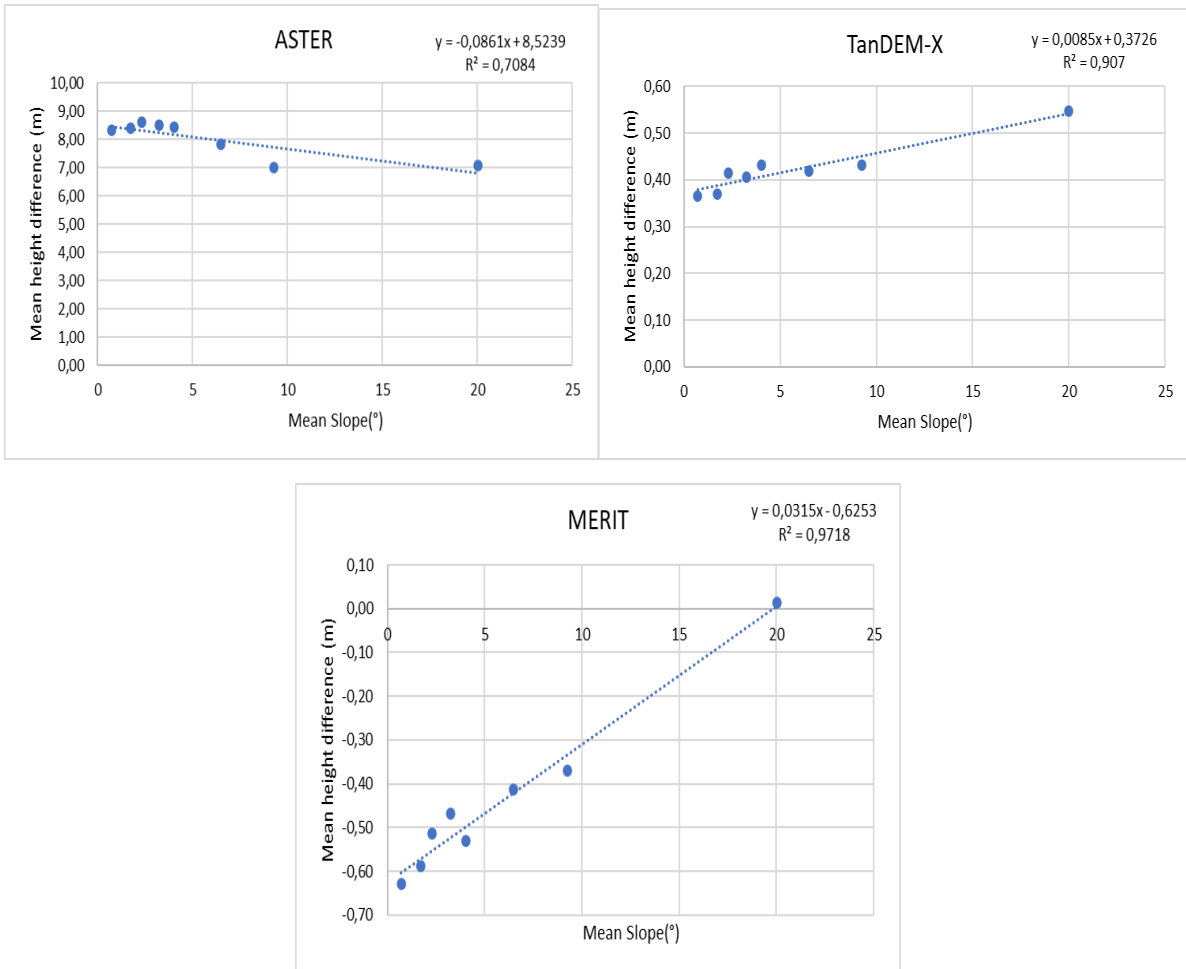 ASTER
y = -0,0861x + 8,5239
R² = 0,7084
10,00
9,00
8,00
7,00
6,00
5,00
4,00
3,00
2,00
1,00
0,00
Mean height difference (m)
0 5 10 15 20 25
Mean Slope(°)
TanDEM-X
y = 0,0085x + 0,3726
R² = 0,907
0,60
0,50
0,40
0,30
0,20
0,10
0,00
Mean height difference (m)
0 5 10 15 20 25
Mean Slope(°)
MERIT
y = 0,0315x - 0,6253
R² = 0,9718
0,10
0,00
-0,10
-0,20
-0,30
-0,40
-0,50
-0,60
-0,70
Mean height difference (m)
0 5 10 15 20 25
Mean Slope(°)